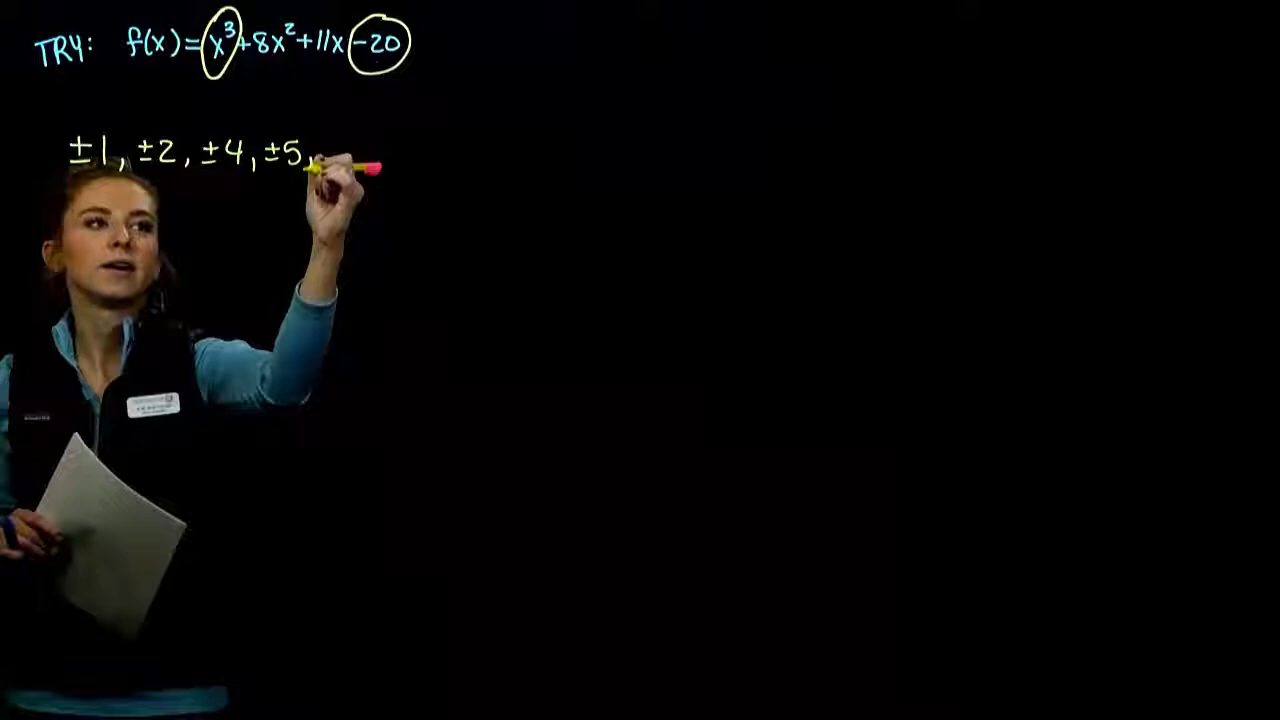 TRY: f(x) = x³ + 8x² + 11x - 20
±1, ±2, ±4, ±5,